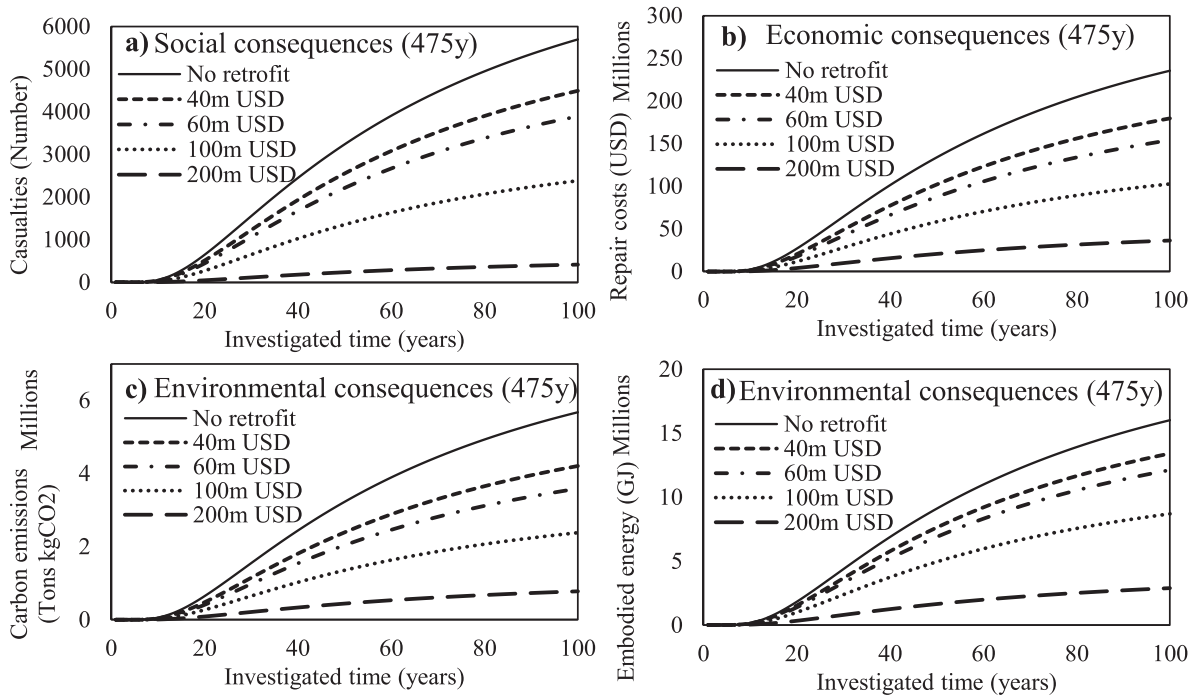 a) Social consequences (475y)
Casualties (Number)
6000
5000
4000
3000
2000
1000
0
No retrofit
40m USD
60m USD
100m USD
200m USD
0 20 40 60 80 100
Investigated time (years)
b) Economic consequences (475y)
Repair costs (USD) Millions
300
250
200
150
100
50
0
No retrofit
40m USD
60m USD
100m USD
200m USD
0 20 40 60 80 100
Investigated time (years)
c) Environmental consequences (475y)
Carbon emissions
(Tons kgCO2)
Millions
6
4
2
0
No retrofit
40m USD
60m USD
100m USD
200m USD
0 20 40 60 80 100
Investigated time (years)
d) Environmental consequences (475y)
Embodied energy (GJ) Millions
20
15
10
5
0
No retrofit
40m USD
60m USD
100m USD
200m USD
0 20 40 60 80 100
Investigated time (years)